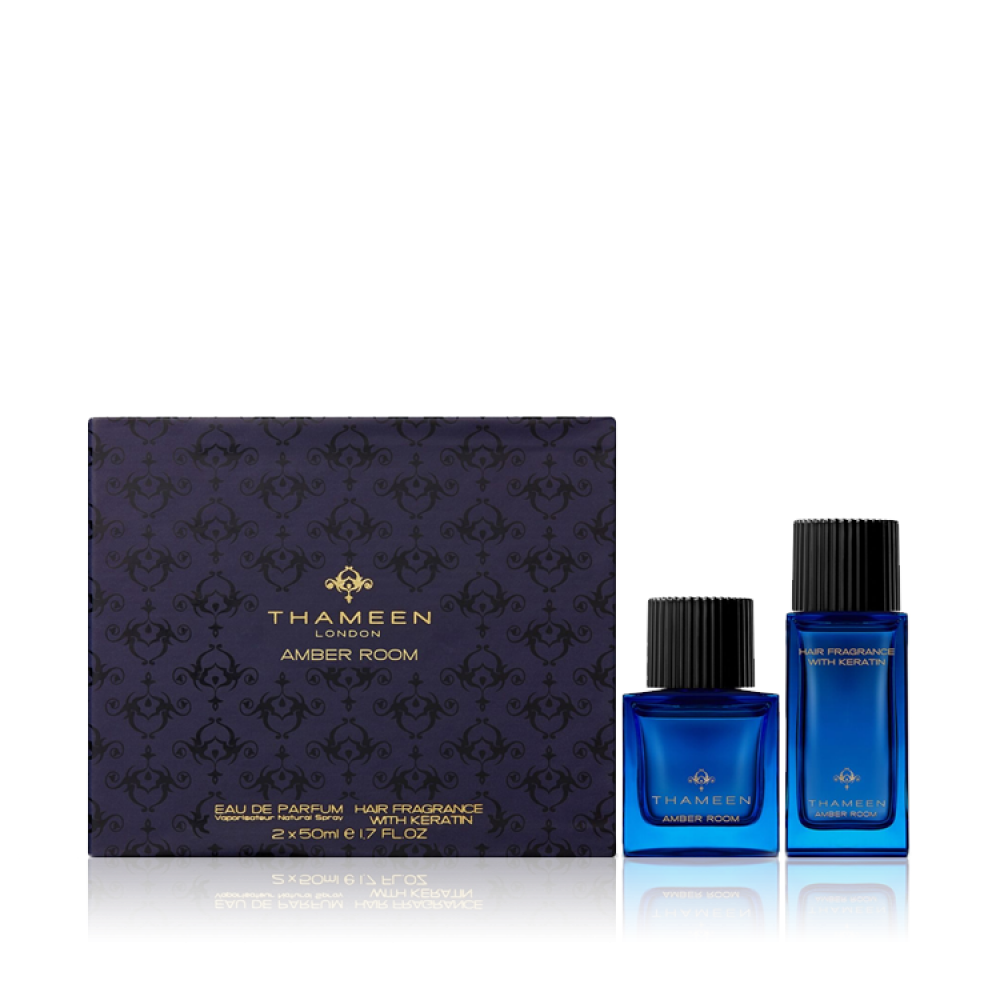 THAMEEN
LONDON
AMBER ROOM
EAU DE PARFUM HAIR FRAGRANCE
Vaporisateur Natural Spray WITH KERATIN
2 x 50ml e 1.7 FL.OZ
THAMEEN
AMBER ROOM
HAIR FRAGRANCE
WITH KERATIN
THAMEEN
AMBER ROOM